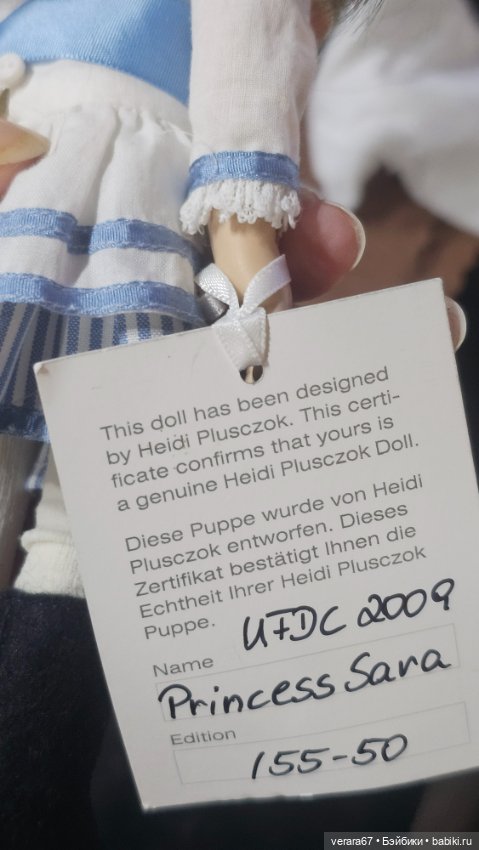 This doll has been designed
by Heidi Plusczok. This certi-
ficate confirms that yours is
a genuine Heidi Plusczok Doll.
Diese Puppe wurde von Heidi
Plusczok entworfen. Dieses
Zertifikat bestätigt Ihnen die
Echtheit Ihrer Heidi Plusczok
Puppe.
UFDC 2009
Name
Princess Sara
Edition
155-50
verara67 • Бэйбики • babiki.ru